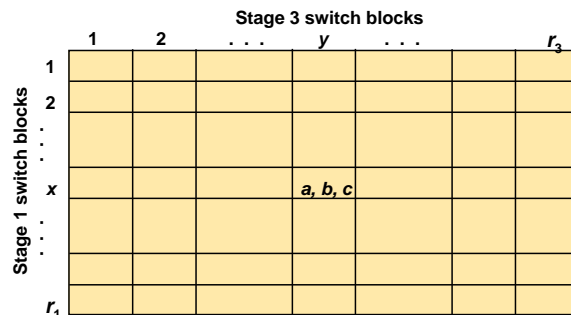 Stage 3 switch blocks
1 2 . . . y . . . r3
Stage 1 switch blocks
1
2
. . .
x a, b, c
. . .
r1